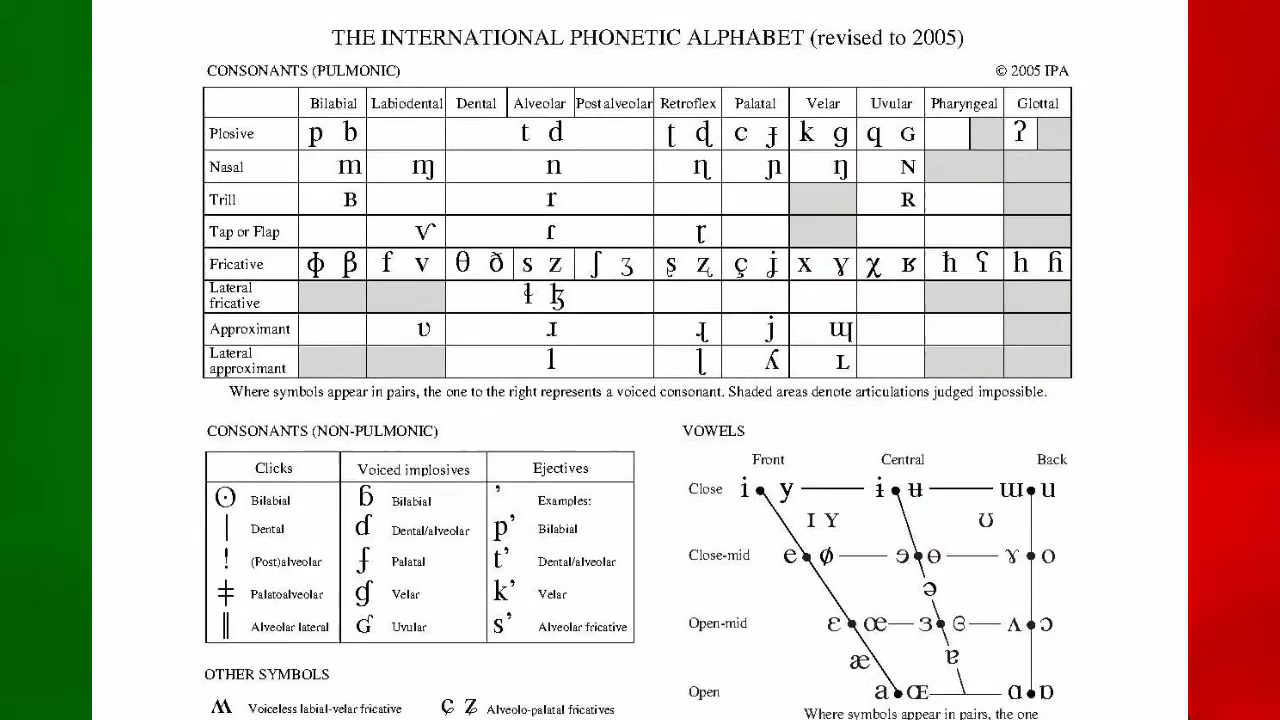 THE INTERNATIONAL PHONETIC ALPHABET (revised to 2005)
CONSONANTS (PULMONIC) © 2005 IPA
Bilabial Labiodental Dental Alveolar Postalveolar Retroflex Palatal Velar Uvular Pharyngeal Glottal
Plosive p b t d ʈ ɖ c ɟ k ɡ q ɢ ʔ
Nasal m ɱ n ɳ ɲ ŋ ɴ
Trill ʙ r ʀ
Tap or Flap ⱱ ɾ ɽ
Fricative ɸ β f v θ ð s z ʃ ʒ ʂ ʐ ç ʝ x ɣ χ ʁ ħ ʕ h ɦ
Lateral
fricative ɬ ɮ
Approximant ʋ ɹ ɻ j ɰ
Lateral
approximant l ɭ ʎ ʟ
Where symbols appear in pairs, the one to the right represents a voiced consonant. Shaded areas denote articulations judged impossible.
CONSONANTS (NON-PULMONIC)
Clicks Voiced implosives Ejectives
ʘ Bilabial ɓ Bilabial ʼ Examples:
ǀ Dental ɗ Dental/alveolar pʼ Bilabial
ǃ (Post)alveolar ʄ Palatal tʼ Dental/alveolar
ǂ Palatoalveolar ɠ Velar kʼ Velar
ǁ Alveolar lateral ʛ Uvular sʼ Alveolar fricative
OTHER SYMBOLS
ʍ Voiceless labial-velar fricative ɕ ʑ Alveolo-palatal fricatives
VOWELS
Front Central Back
Close i y ɨ ʉ ɯ u
ɪ ʏ ʊ
Close-mid e ø ɘ ɵ ɤ o
ə
Open-mid ɛ œ ɜ ɞ ʌ ɔ
æ ɐ
Open a ɶ ɑ ɒ
Where symbols appear in pairs, the one